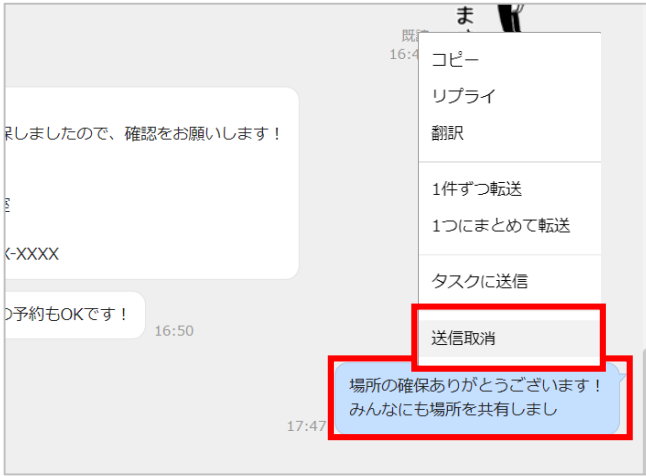 ま
既
16:4
コピー
リプライ
翻訳
1件ずつ転送
1つにまとめて転送
タスクに送信
送信取消
しましたので、確認をお願いします！
-XXXX
の予約もOKです！
16:50
場所の確保ありがとうございます！
みんなにも場所を共有しまし
17:47